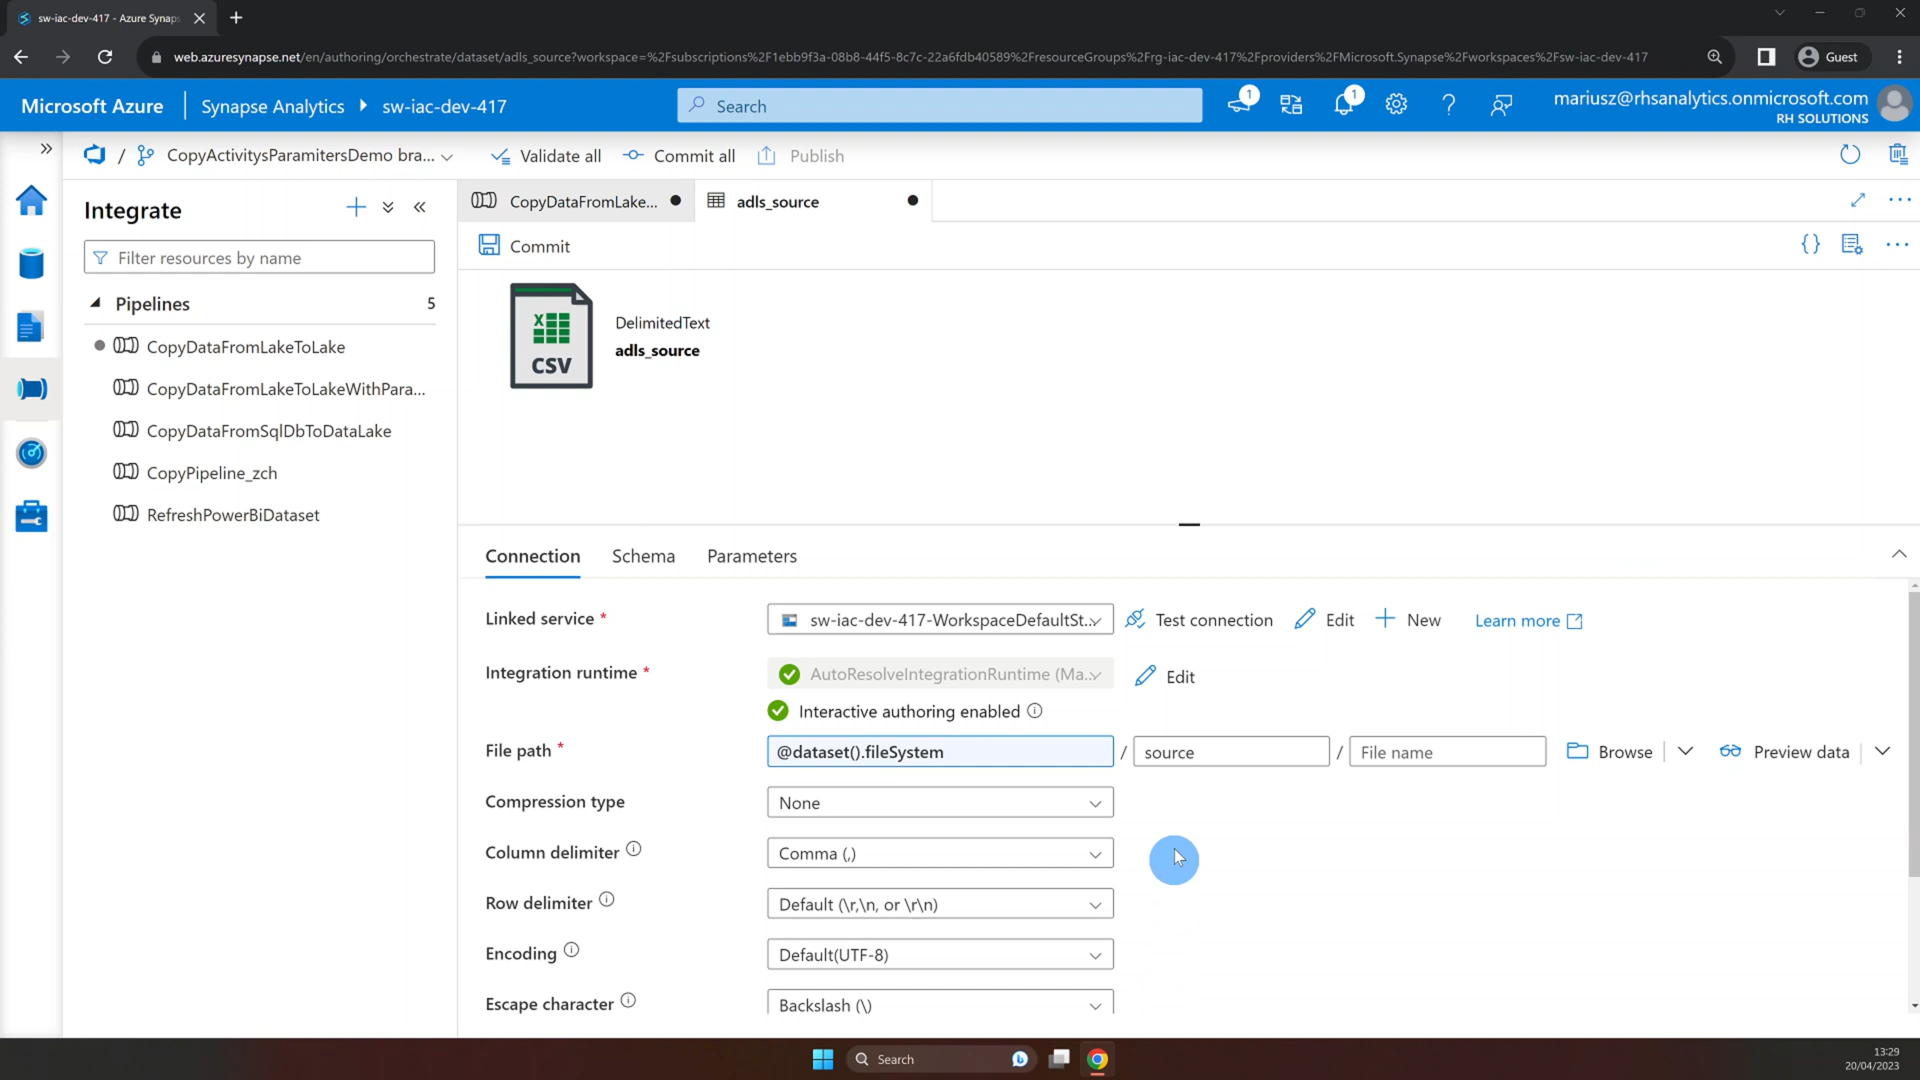 sw-iac-dev-417 - Azure Synaps
web.azuresynapse.net/en/authoring/orchestrate/dataset/adls_source?workspace=%2Fsubscriptions%2F1ebb9f3a-08b8-44f5-8c7c-22a6fdb40589%2FresourceGroups%2Frg-iac-dev-417%2Fproviders%2FMicrosoft.Synapse%2Fworkspaces%2Fsw-iac-dev-417
Guest
Microsoft Azure
Synapse Analytics
sw-iac-dev-417
Search
1
1
mariusz@rhsanalytics.onmicrosoft.com
RH SOLUTIONS
CopyActivitysParamitersDemo bra...
Validate all
Commit all
Publish
Integrate
Filter resources by name
Pipelines 5
CopyDataFromLakeToLake
CopyDataFromLakeToLakeWithPara...
CopyDataFromSqlDbToDataLake
CopyPipeline_zch
RefreshPowerBiDataset
CopyDataFromLake...
adls_source
Commit
X
CSV
DelimitedText
adls_source
Connection
Schema
Parameters
Linked service *
sw-iac-dev-417-WorkspaceDefaultSt...
Test connection
Edit
New
Learn more
Integration runtime *
AutoResolveIntegrationRuntime (Ma...
Edit
Interactive authoring enabled
File path *
@dataset().fileSystem / source / File name
Browse
Preview data
Compression type
None
Column delimiter
Comma (,)
Row delimiter
Default (\r,\n, or \r\n)
Encoding
Default(UTF-8)
Escape character
Backslash (\)
Search
13:29
20/04/2023